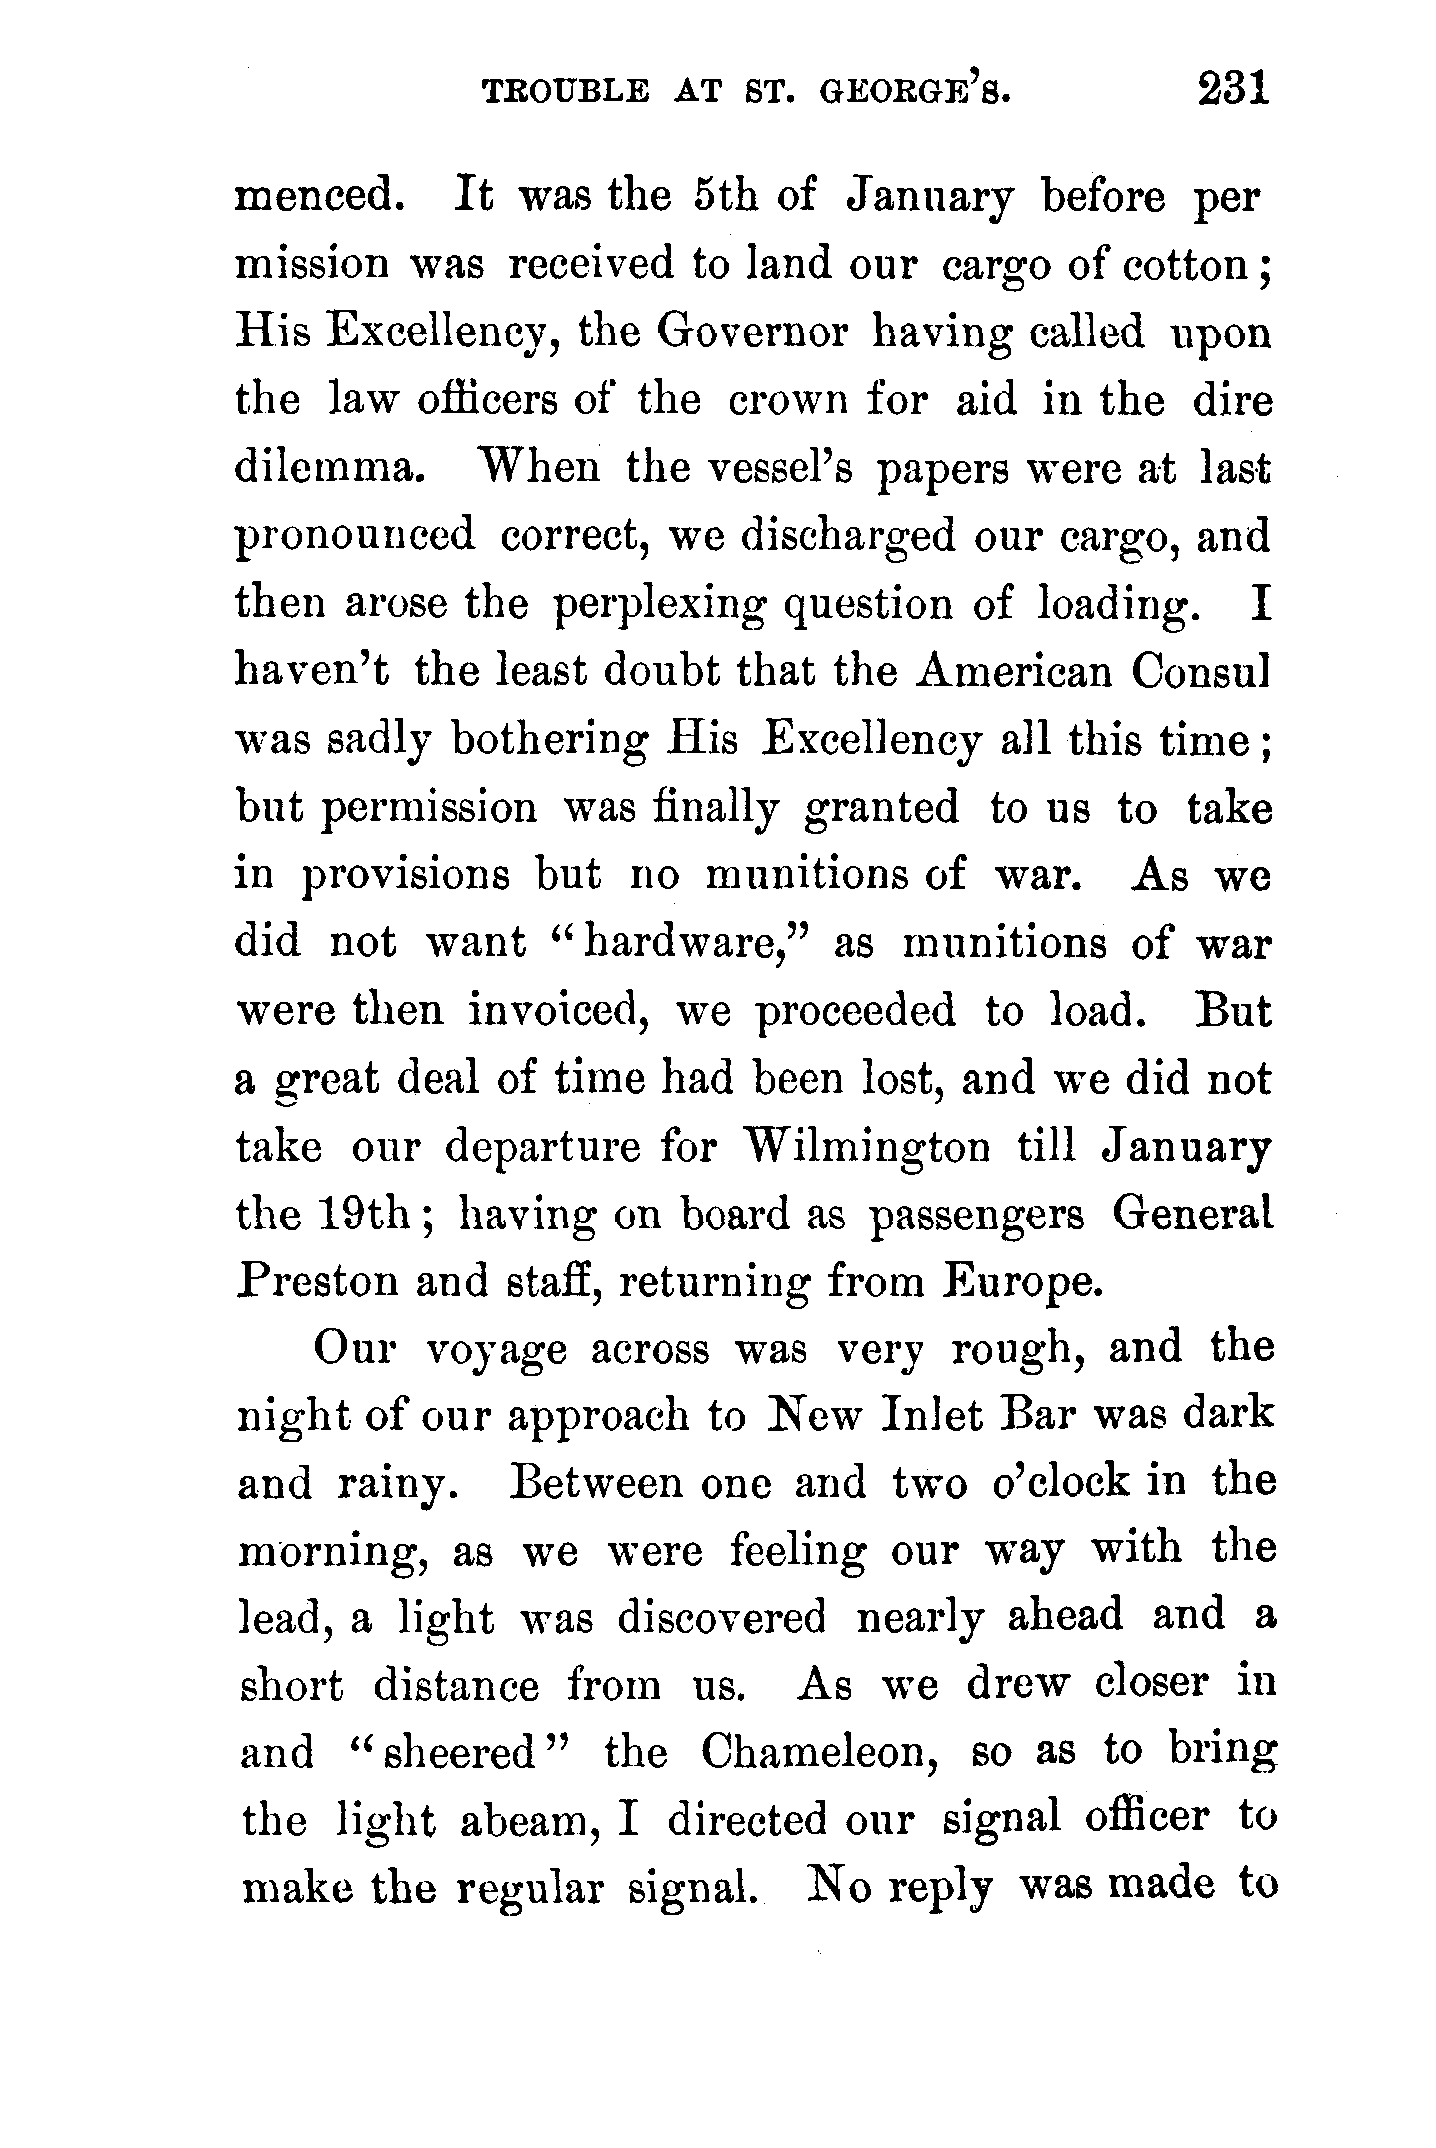 TROUBLE AT ST. GEORGE'S. 231
menced. It was the 5th of January before per
mission was received to land our cargo of cotton;
His Excellency, the Governor having called upon
the law officers of the crown for aid in the dire
dilemma. When the vessel's papers were at last
pronounced correct, we discharged our cargo, and
then arose the perplexing question of loading. I
haven't the least doubt that the American Consul
was sadly bothering His Excellency all this time;
but permission was finally granted to us to take
in provisions but no munitions of war. As we
did not want "hardware," as munitions of war
were then invoiced, we proceeded to load. But
a great deal of time had been lost, and we did not
take our departure for Wilmington till January
the 19th; having on board as passengers General
Preston and staff, returning from Europe.
Our voyage across was very rough, and the
night of our approach to New Inlet Bar was dark
and rainy. Between one and two o'clock in the
morning, as we were feeling our way with the
lead, a light was discovered nearly ahead and a
short distance from us. As we drew closer in
and "sheered" the Chameleon, so as to bring
the light abeam, I directed our signal officer to
make the regular signal. No reply was made to